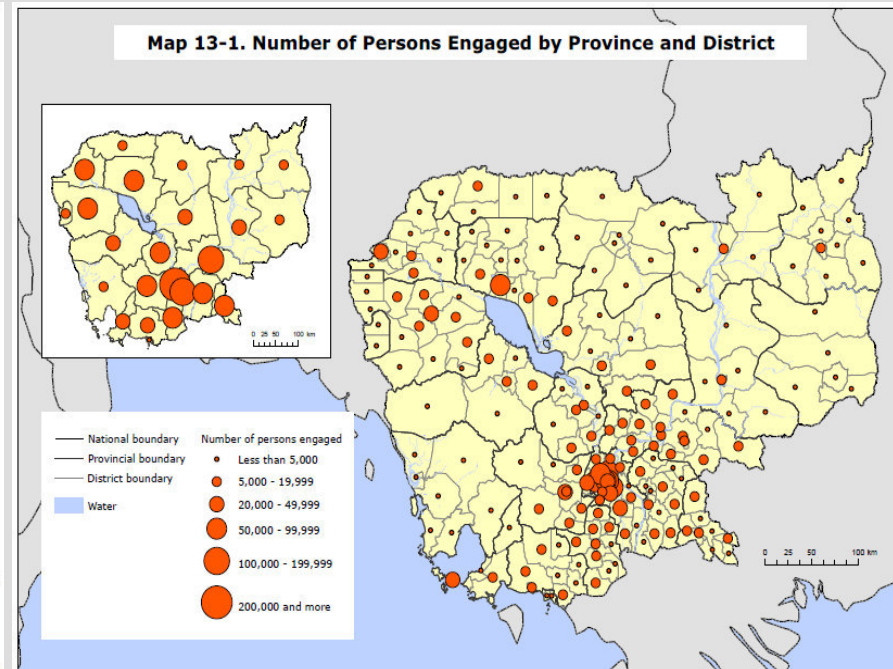 Map 13-1. Number of Persons Engaged by Province and District
0 25 50 100 km
National boundary
Provincial boundary
District boundary
Water
Number of persons engaged
Less than 5,000
5,000 - 19,999
20,000 - 49,999
50,000 - 99,999
100,000 - 199,999
200,000 and more
0 25 50 100 km